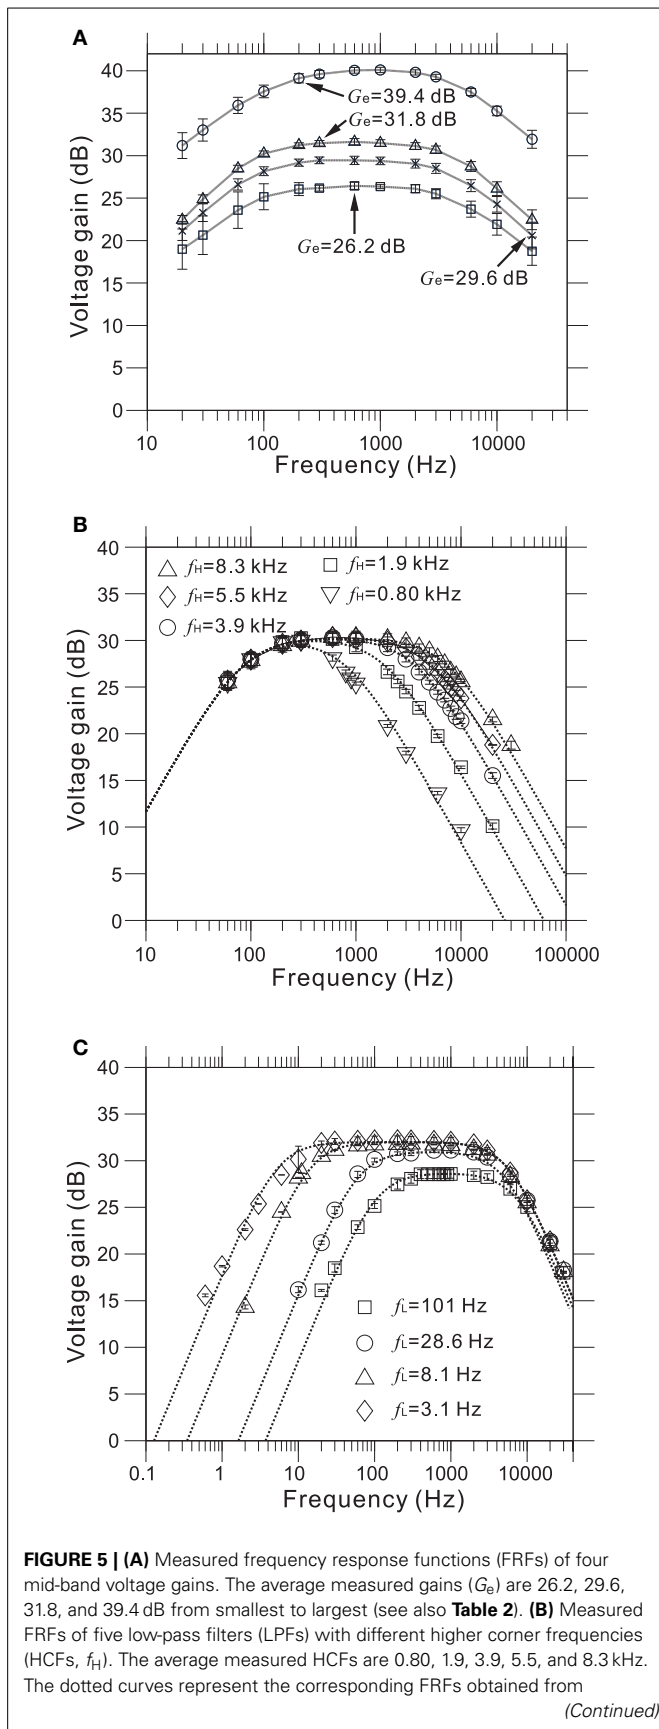 A
40
35
30
25
20
15
10
5
0
Voltage gain (dB)
Ge=39.4 dB
Ge=31.8 dB
Ge=26.2 dB
Ge=29.6 dB
10 100 1000 10000
Frequency (Hz)
B
40
35
30
25
20
15
10
5
0
Voltage gain (dB)
fH=8.3 kHz
fH=1.9 kHz
fH=5.5 kHz
fH=0.80 kHz
fH=3.9 kHz
10 100 1000 10000 100000
Frequency (Hz)
C
40
35
30
25
20
15
10
5
0
Voltage gain (dB)
fL=101 Hz
fL=28.6 Hz
fL=8.1 Hz
fL=3.1 Hz
0.1 1 10 100 1000 10000
Frequency (Hz)
FIGURE 5 | (A) Measured frequency response functions (FRFs) of four
mid-band voltage gains. The average measured gains (Ge) are 26.2, 29.6,
31.8, and 39.4 dB from smallest to largest (see also Table 2). (B) Measured
FRFs of five low-pass filters (LPFs) with different higher corner frequencies
(HCFs, fH). The average measured HCFs are 0.80, 1.9, 3.9, 5.5, and 8.3 kHz.
The dotted curves represent the corresponding FRFs obtained from
(Continued)